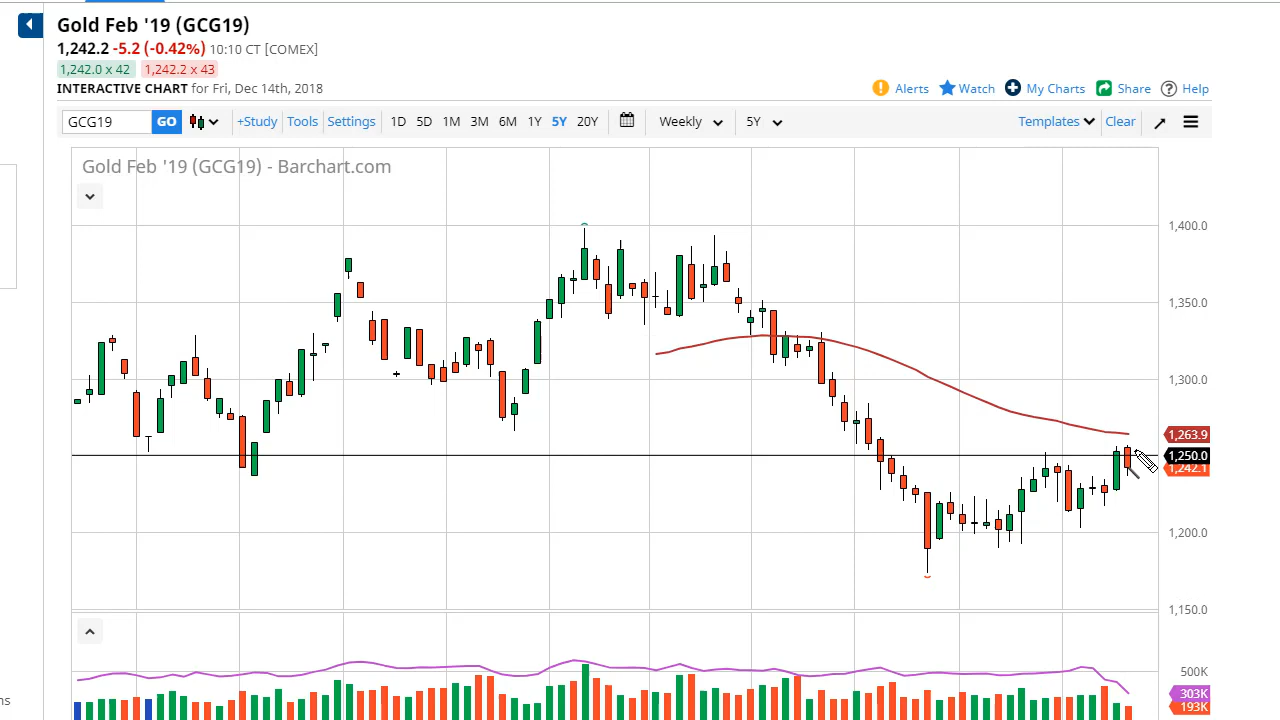 Gold Feb '19 (GCG19)
1,242.2 -5.2 (-0.42%) 10:10 CT [COMEX]
1,242.0 x 42 1,242.2 x 43
INTERACTIVE CHART for Fri, Dec 14th, 2018
Alerts Watch My Charts Share Help
GCG19 GO +Study Tools Settings 1D 5D 1M 3M 6M 1Y 5Y 20Y Weekly 5Y Templates Clear
Gold Feb '19 (GCG19) - Barchart.com
1,400.0
1,350.0
1,300.0
1,263.9
1,250.0
1,242.1
1,200.0
1,150.0
500K
303K
193K
ns